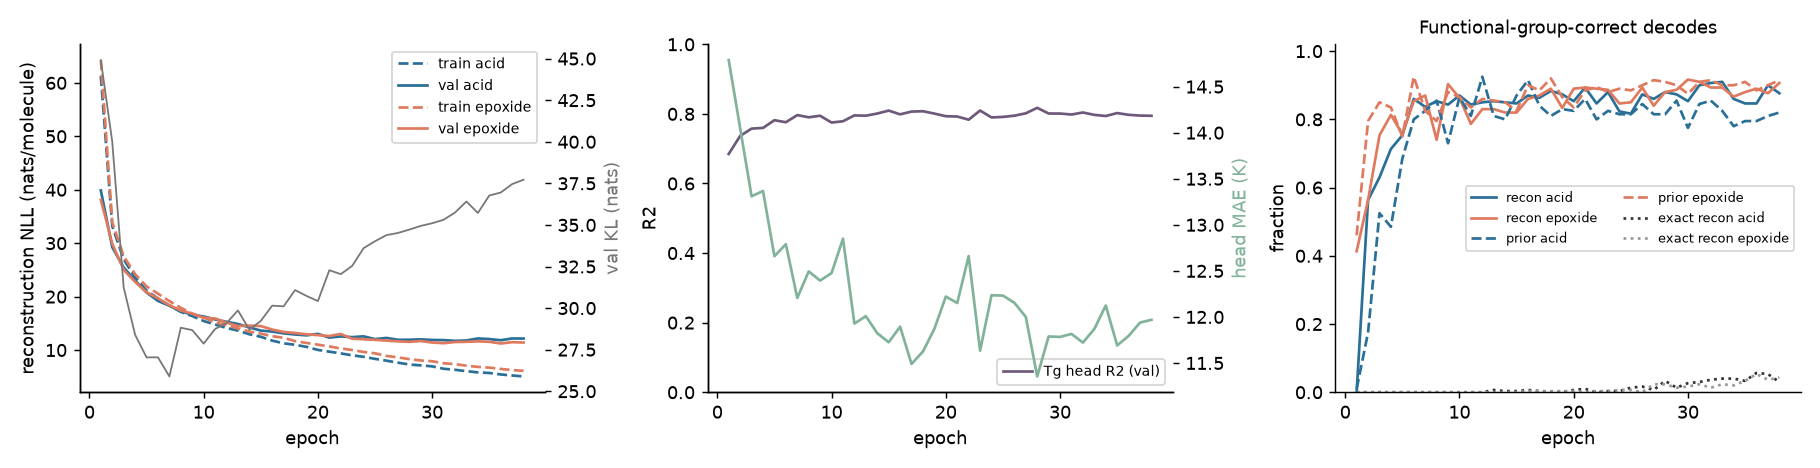 reconstruction NLL (nats/molecule)
60
50
40
30
20
10
0
10
20
30
epoch
train acid
val acid
train epoxide
val epoxide
45.0
42.5
40.0
37.5
35.0
32.5
30.0
27.5
25.0
val KL (nats)
R2
1.0
0.8
0.6
0.4
0.2
0.0
0
10
20
30
epoch
Tg head R2 (val)
14.5
14.0
13.5
13.0
12.5
12.0
11.5
head MAE (K)
Functional-group-correct decodes
fraction
1.0
0.8
0.6
0.4
0.2
0.0
0
10
20
30
epoch
recon acid
recon epoxide
prior acid
prior epoxide
exact recon acid
exact recon epoxide